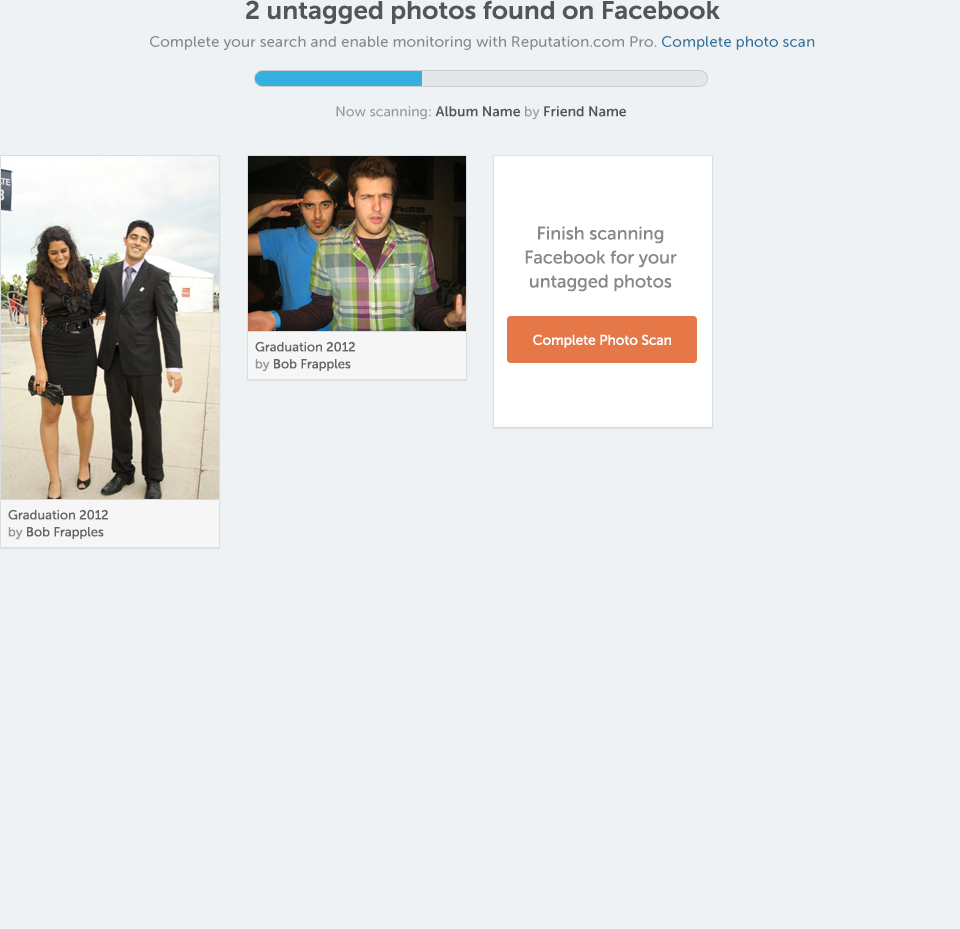 2 untagged photos found on Facebook
Complete your search and enable monitoring with Reputation.com Pro. Complete photo scan
Now scanning: Album Name by Friend Name
TE
3
Graduation 2012
by Bob Frapples
Graduation 2012
by Bob Frapples
Finish scanning
Facebook for your
untagged photos
Complete Photo Scan